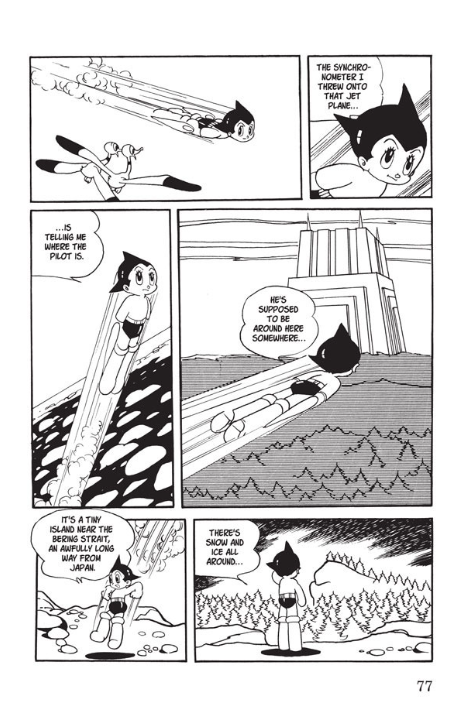 THE SYNCHRO-
NOMETER I
THREW ONTO
THAT JET
PLANE...
...IS
TELLING ME
WHERE THE
PILOT IS.
HE'S
SUPPOSED
TO BE
AROUND HERE
SOMEWHERE...
IT'S A TINY
ISLAND NEAR THE
BERING STRAIT,
AN AWFULLY LONG
WAY FROM
JAPAN.
THERE'S
SNOW AND
ICE ALL
AROUND...
77